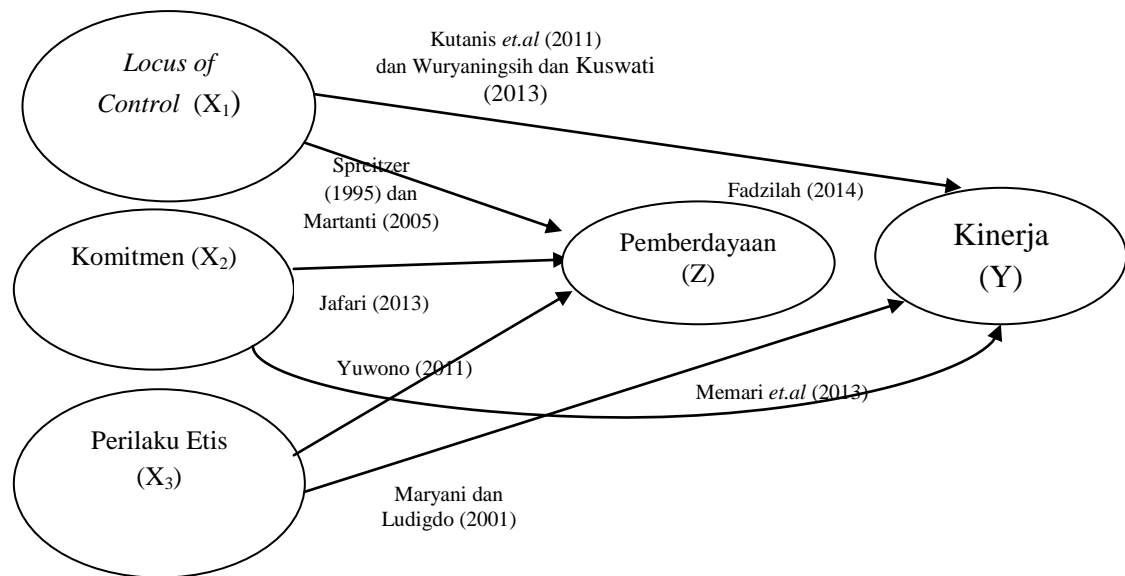 Kutanis et.al (2011)
dan Wuryaningsih dan Kuswati
(2013)
Locus of
Control (X₁)
Spreitzer
(1995) dan
Martanti (2005)
Fadzilah (2014)
Komitmen (X₂)
Pemberdayaan
(Z)
Kinerja
(Y)
Jafari (2013)
Yuwono (2011)
Memari et.al (2013)
Perilaku Etis
(X₃)
Maryani dan
Ludigdo (2001)